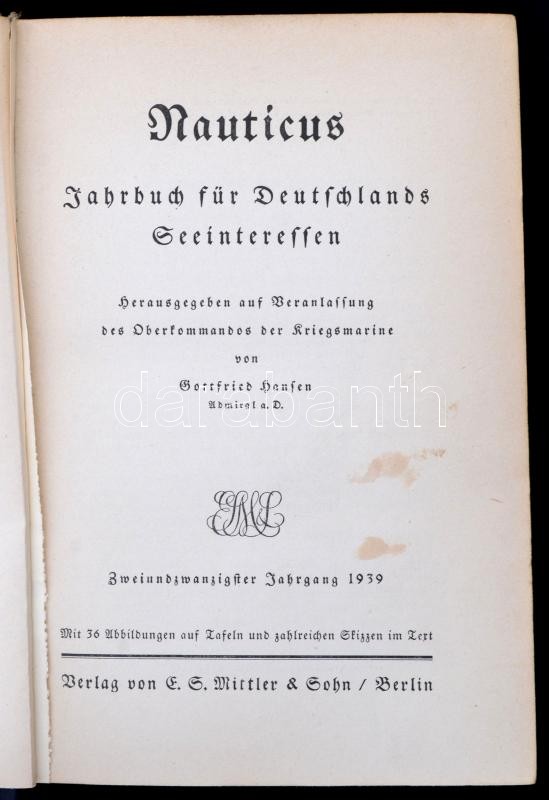 Nauticus
Jahrbuch für Deutschlands
Seeinteressen
Herausgegeben auf Veranlassung
des Oberkommandos der Kriegsmarine
von
Gottfried Hansen
Admiral a. D.
darabanth
Zweiundzwanzigster Jahrgang 1939
Mit 36 Abbildungen auf Tafeln und zahlreichen Skizzen im Text
Verlag von E. S. Mittler & Sohn / Berlin